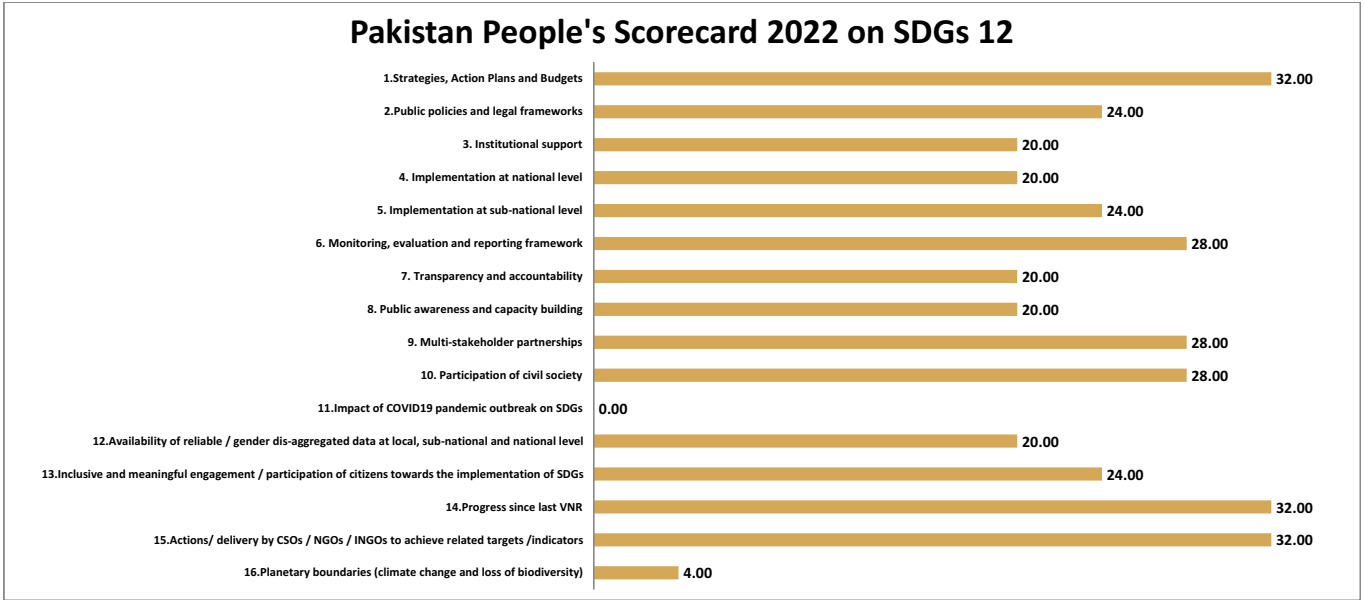 Pakistan People's Scorecard 2022 on SDGs 12
1.Strategies, Action Plans and Budgets 32.00
2.Public policies and legal frameworks 24.00
3. Institutional support 20.00
4. Implementation at national level 20.00
5. Implementation at sub-national level 24.00
6. Monitoring, evaluation and reporting framework 28.00
7. Transparency and accountability 20.00
8. Public awareness and capacity building 20.00
9. Multi-stakeholder partnerships 28.00
10. Participation of civil society 28.00
11.Impact of COVID19 pandemic outbreak on SDGs 0.00
12.Availability of reliable / gender dis-aggregated data at local, sub-national and national level 20.00
13.Inclusive and meaningful engagement / participation of citizens towards the implementation of SDGs 24.00
14.Progress since last VNR 32.00
15.Actions/ delivery by CSOs / NGOs / INGOs to achieve related targets /indicators 32.00
16.Planetary boundaries (climate change and loss of biodiversity) 4.00